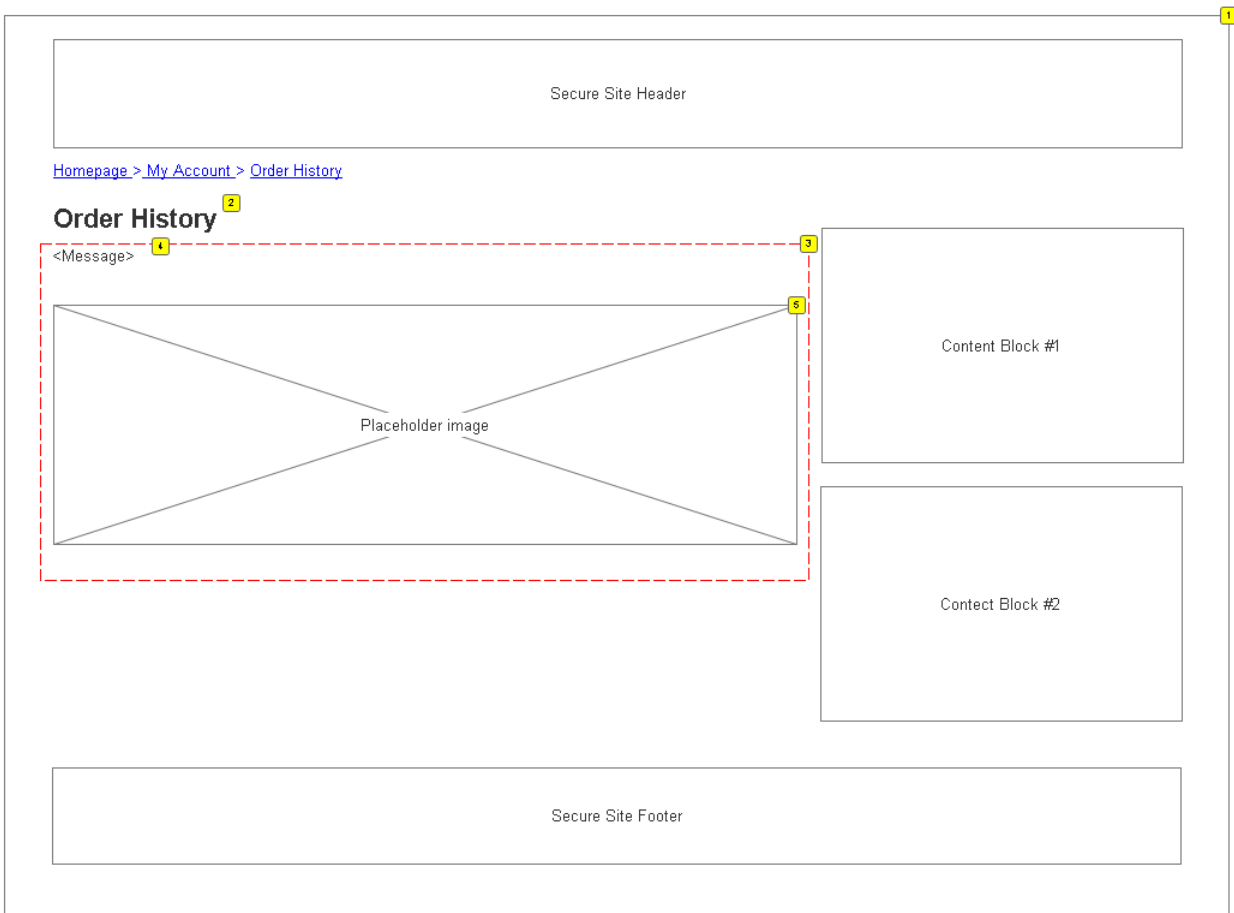 1
Secure Site Header
Homepage > My Account > Order History
Order History 2
<Message> 4
3
5
Placeholder image
Content Block #1
Contect Block #2
Secure Site Footer